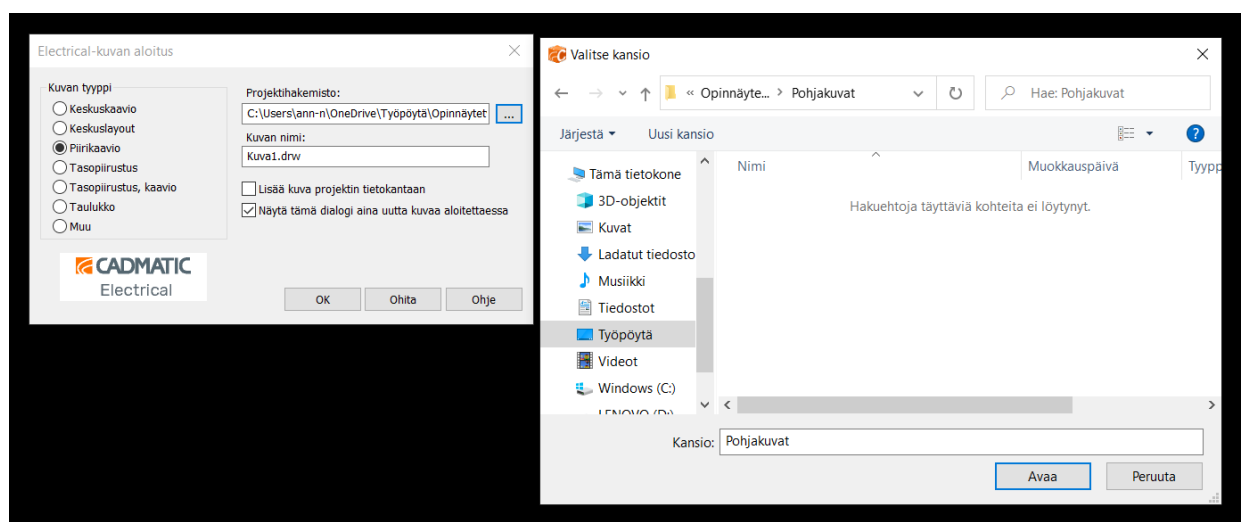 Electrical-kuvan aloitus
Kuvan tyyppi
Keskuskaavio
Keskuslayout
Piirikaavio
Tasopiirustus
Tasopiirustus, kaavio
Taulukko
Muu
Projektihakemisto:
C:\Users\ann-n\OneDrive\Työpöytä\Opinnäytet
...
Kuvan nimi:
Kuva1.drw
Lisää kuva projektin tietokantaan
Näytä tämä dialogi aina uutta kuvaa aloitettaessa
CADMATIC
Electrical
OK Ohita Ohje
Valitse kansio
« Opinnäyte... > Pohjakuvat
Hae: Pohjakuvat
Järjestä Uusi kansio
?
Nimi Muokkauspäivä Tyypp
Hakuehtoja täyttäviä kohteita ei löytynyt.
Tämä tietokone
3D-objektit
Kuvat
Ladatut tiedosto
Musiikki
Tiedostot
Työpöytä
Videot
Windows (C:)
LENOVO (D:)
Kansio: Pohjakuvat
Avaa Peruuta